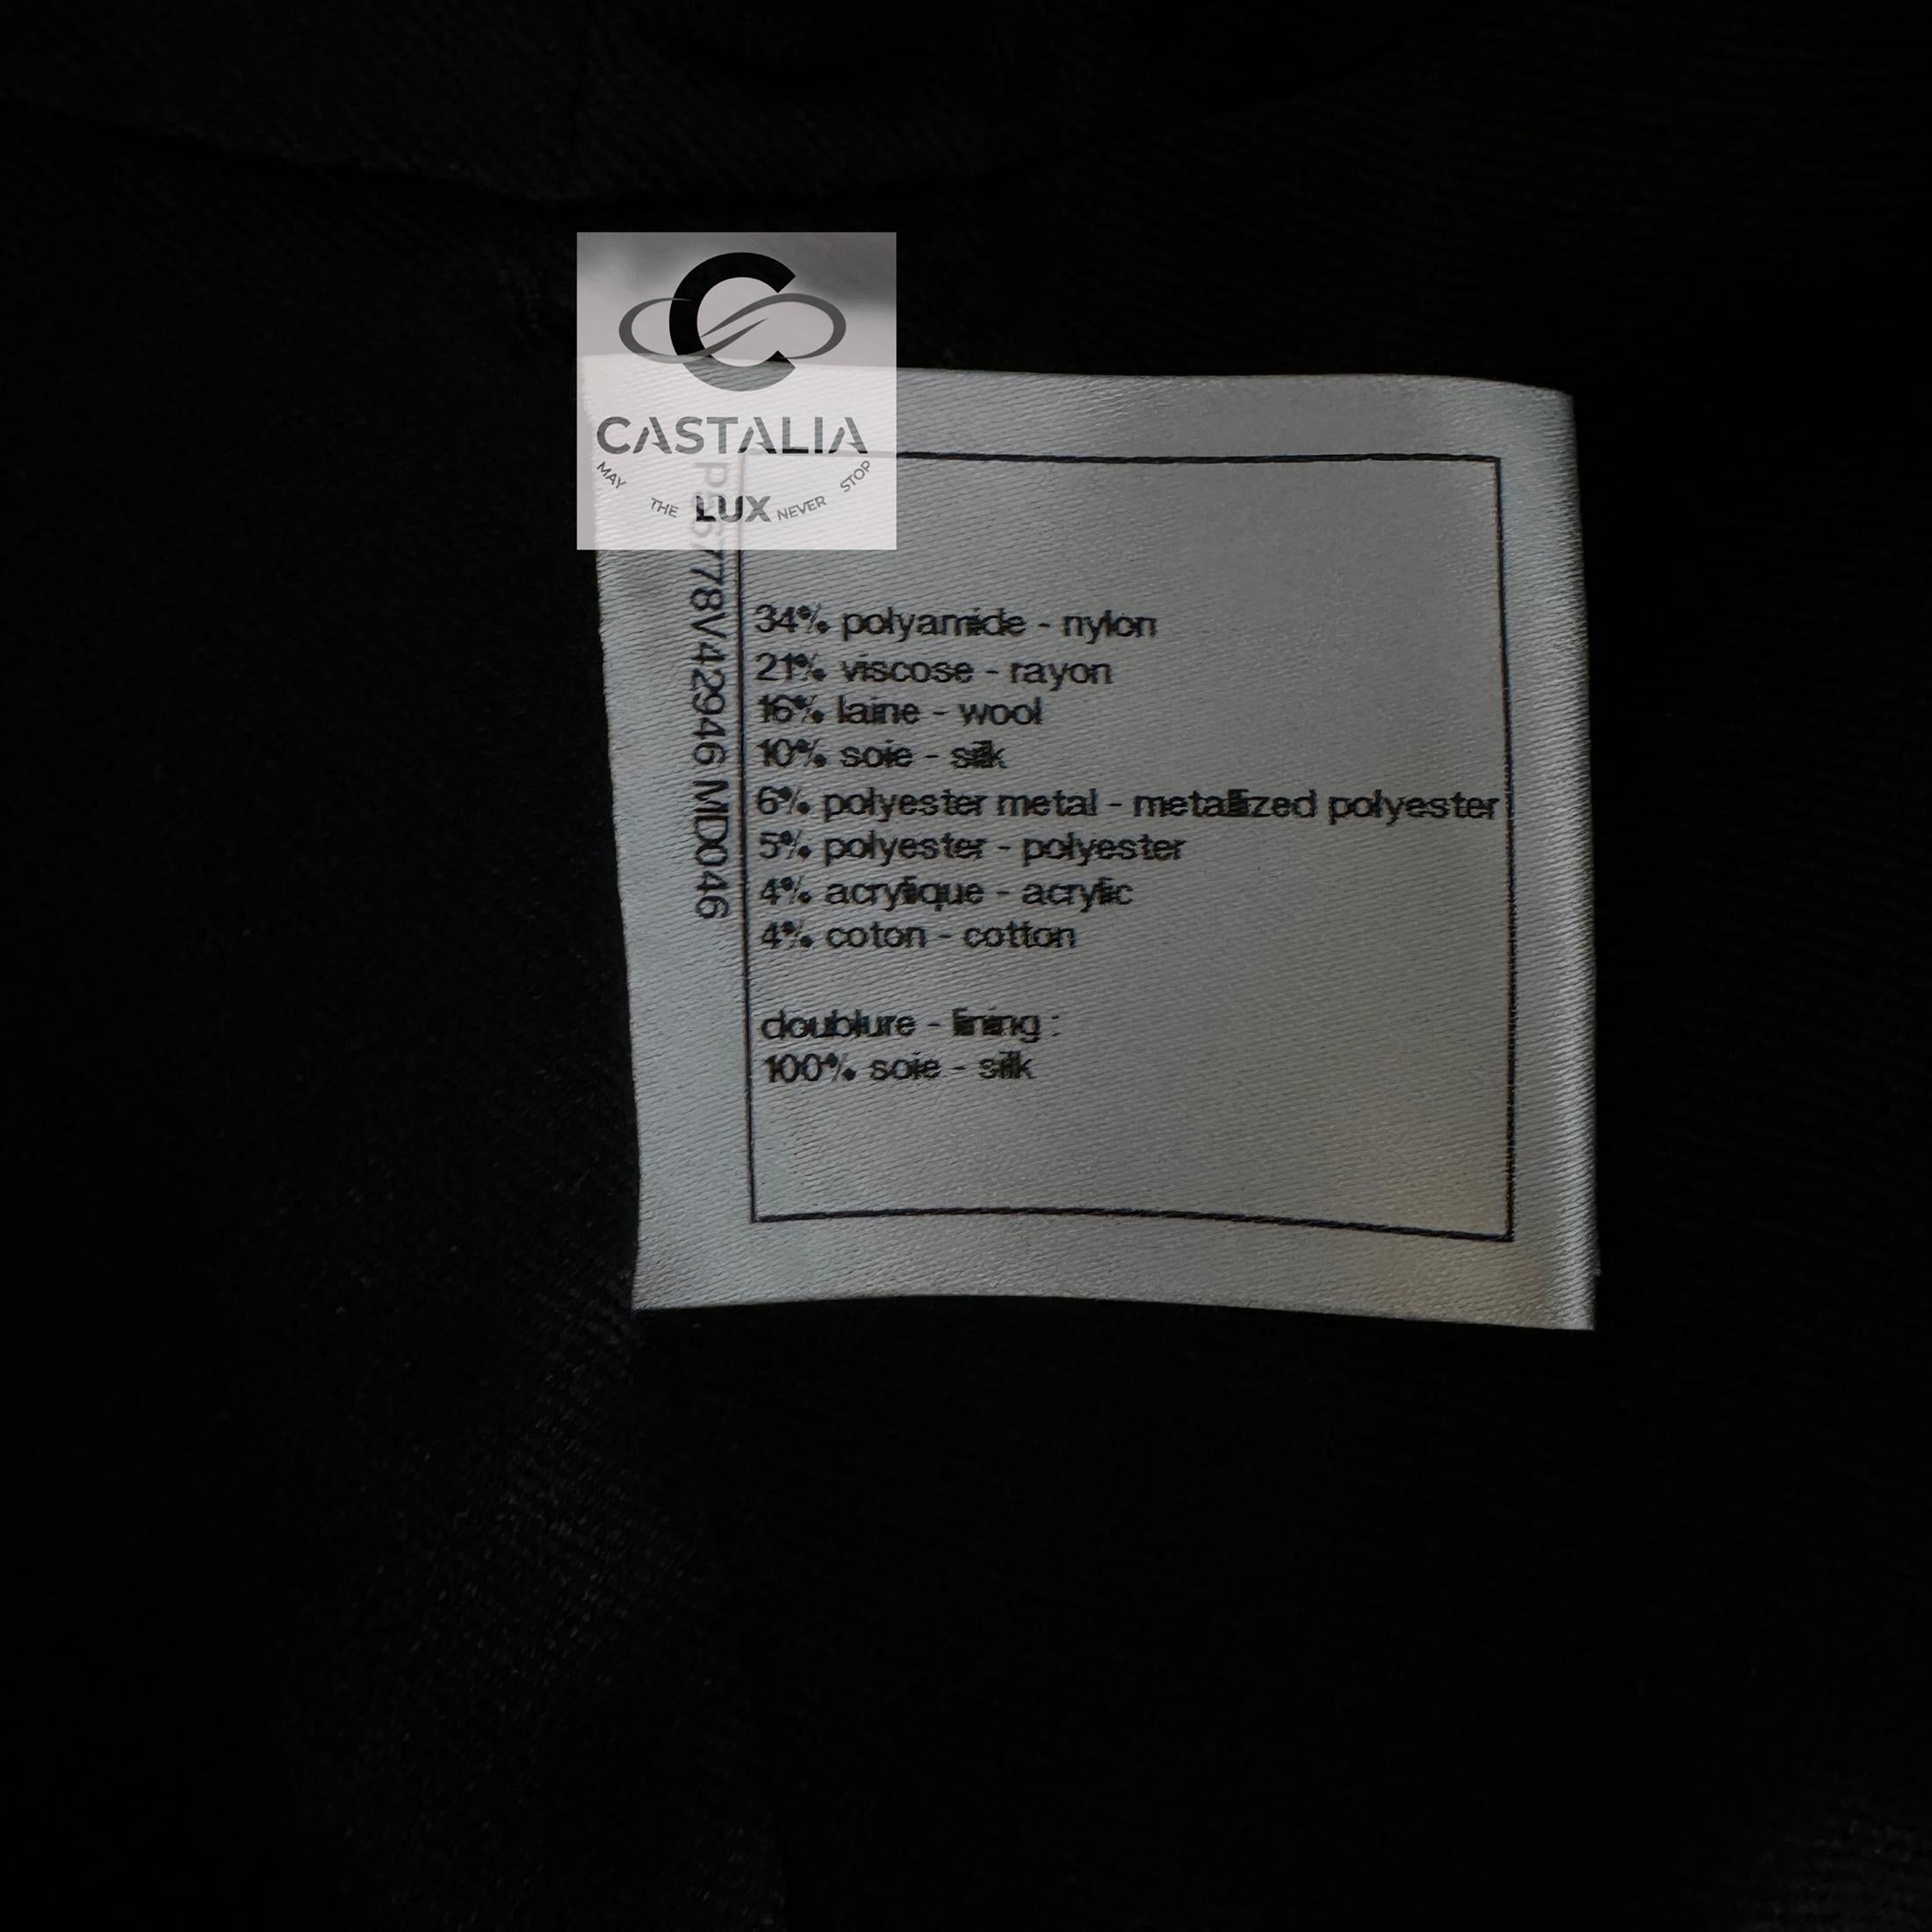 CASTALIA
MAY THE LUX NEVER STOP
P56778V42946 MD046
34% polyamide - nylon
21% viscose - rayon
16% laine - wool
10% soie - silk
6% polyester metal - metallized polyester
5% polyester - polyester
4% acrylique - acrylic
4% coton - cotton
doublure - lining :
100% soie - silk